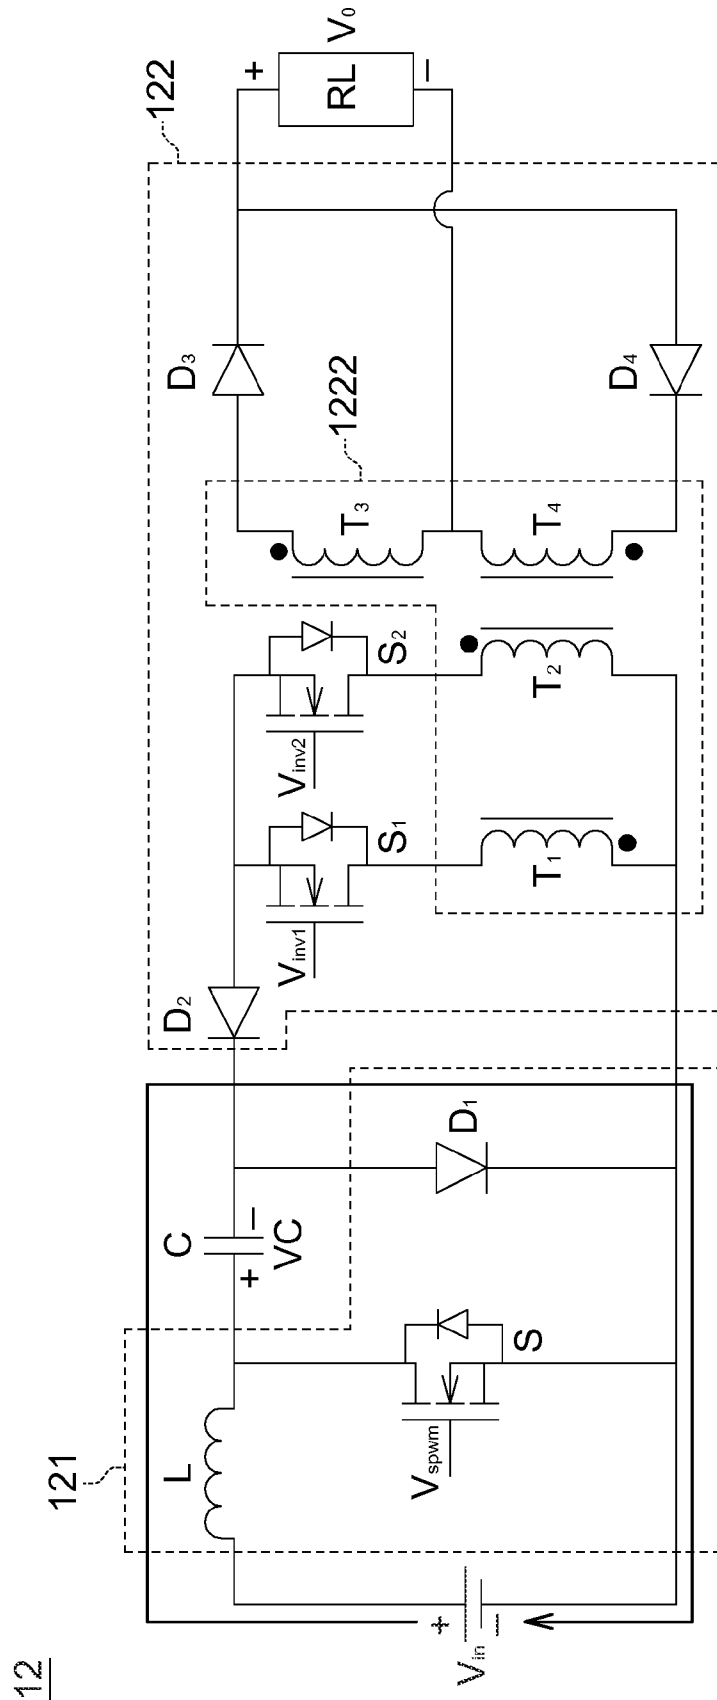 12
121
122
1222
L
C
+
−
VC
D2
D3
Vin
+
−
Vspwm
S
D1
Vinv1
S1
Vinv2
S2
T1
T2
T3
T4
D4
+
RL
−
V0